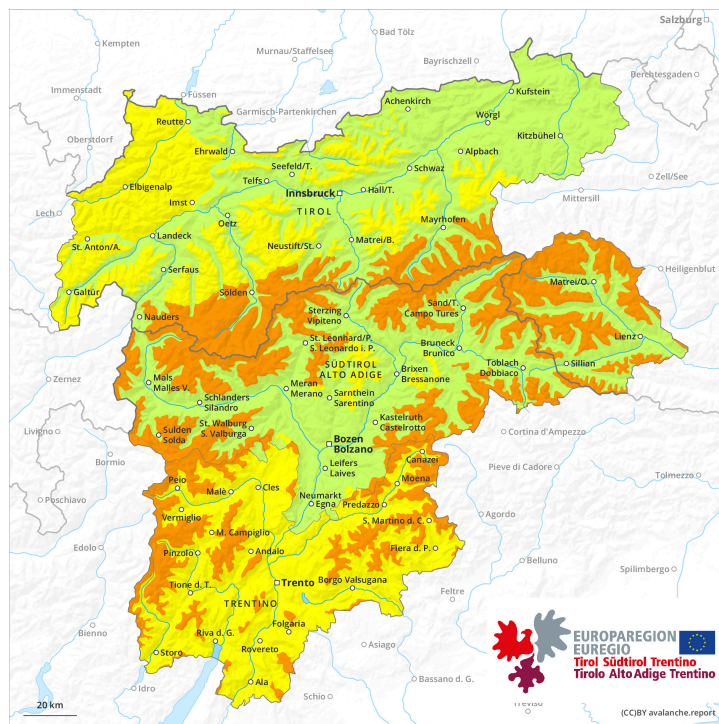 Salzburg
Bad Tölz
Kempten
Murnau/Staffelsee
Bayrischzell
Berchtesgaden
Immenstadt
Füssen
Kufstein
Achenkirch
Garmisch-Partenkirchen
Reutte
Wörgl
Oberstdorf
Kitzbühel
Ehrwald
Alpbach
Seefeld/T.
Schwaz
Telfs
Zell/See
Elbigenalp
Innsbruck
Hall/T.
Mittersill
Imst
TIROL
Lech
Oetz
Mayrhofen
Landeck
St. Anton/A.
Neustift/St.
Matrei/B.
Serfaus
Heiligenblut
Matrei/O.
Galtür
Sölden
Nauders
Sterzing
Vipiteno
Sand/T.
Campo Tures
St. Leonhard/P.
S. Leonardo i. P.
Lienz
Bruneck
Brunico
SÜDTIROL
ALTO ADIGE
Toblach
Dobbiaco
Sillian
Brixen
Bressanone
Zernez
Mals
Malles V.
Meran
Merano
Sarnthein
Sarentino
Schlanders
Silandro
Kastelruth
Castelrotto
St. Walburg
S. Valburga
Cortina d'Ampezzo
Livigno
Sulden
Solda
Bozen
Bolzano
Bormio
Canazei
Leifers
Laives
Pieve di Cadore
Tolmezzo
Peio
Moena
Poschiavo
Malè
Cles
Neumarkt
Egna
Predazzo
Vermiglio
S. Martino d. C.
Agordo
M. Campiglio
Edolo
Pinzolo
Andalo
Fiera d. P.
Belluno
Spilimbergo
Tione d. T.
Trento
Borgo Valsugana
Feltre
TRENTINO
Folgaria
Bienno
Riva d. G.
Rovereto
Asiago
Storo
Ala
Bassano d. G.
Idro
Schio
Treviso
EUROPAREGION
EUREGIO
Tirol Südtirol Trentino
Tirolo Alto Adige Trentino
20 km
(CC)BY avalanche.report